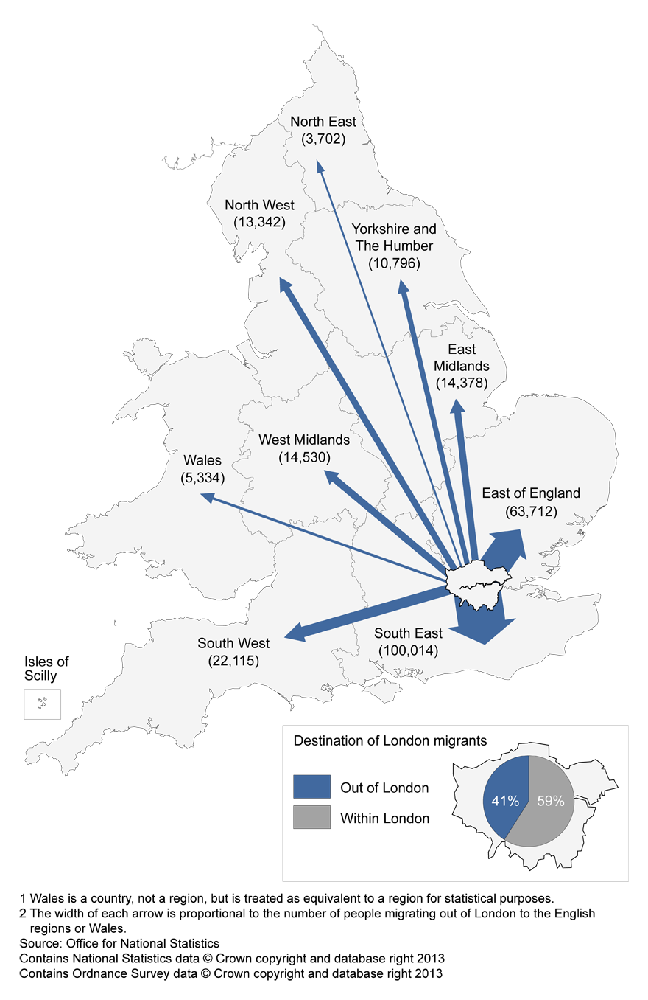 North East
(3,702)
North West
(13,342)
Yorkshire and
The Humber
(10,796)
East
Midlands
(14,378)
West Midlands
(14,530)
Wales
(5,334)
East of England
(63,712)
South East
(100,014)
South West
(22,115)
Isles of
Scilly
Destination of London migrants
Out of London
Within London
41%
59%
1 Wales is a country, not a region, but is treated as equivalent to a region for statistical purposes.
2 The width of each arrow is proportional to the number of people migrating out of London to the English
regions or Wales.
Source: Office for National Statistics
Contains National Statistics data © Crown copyright and database right 2013
Contains Ordnance Survey data © Crown copyright and database right 2013